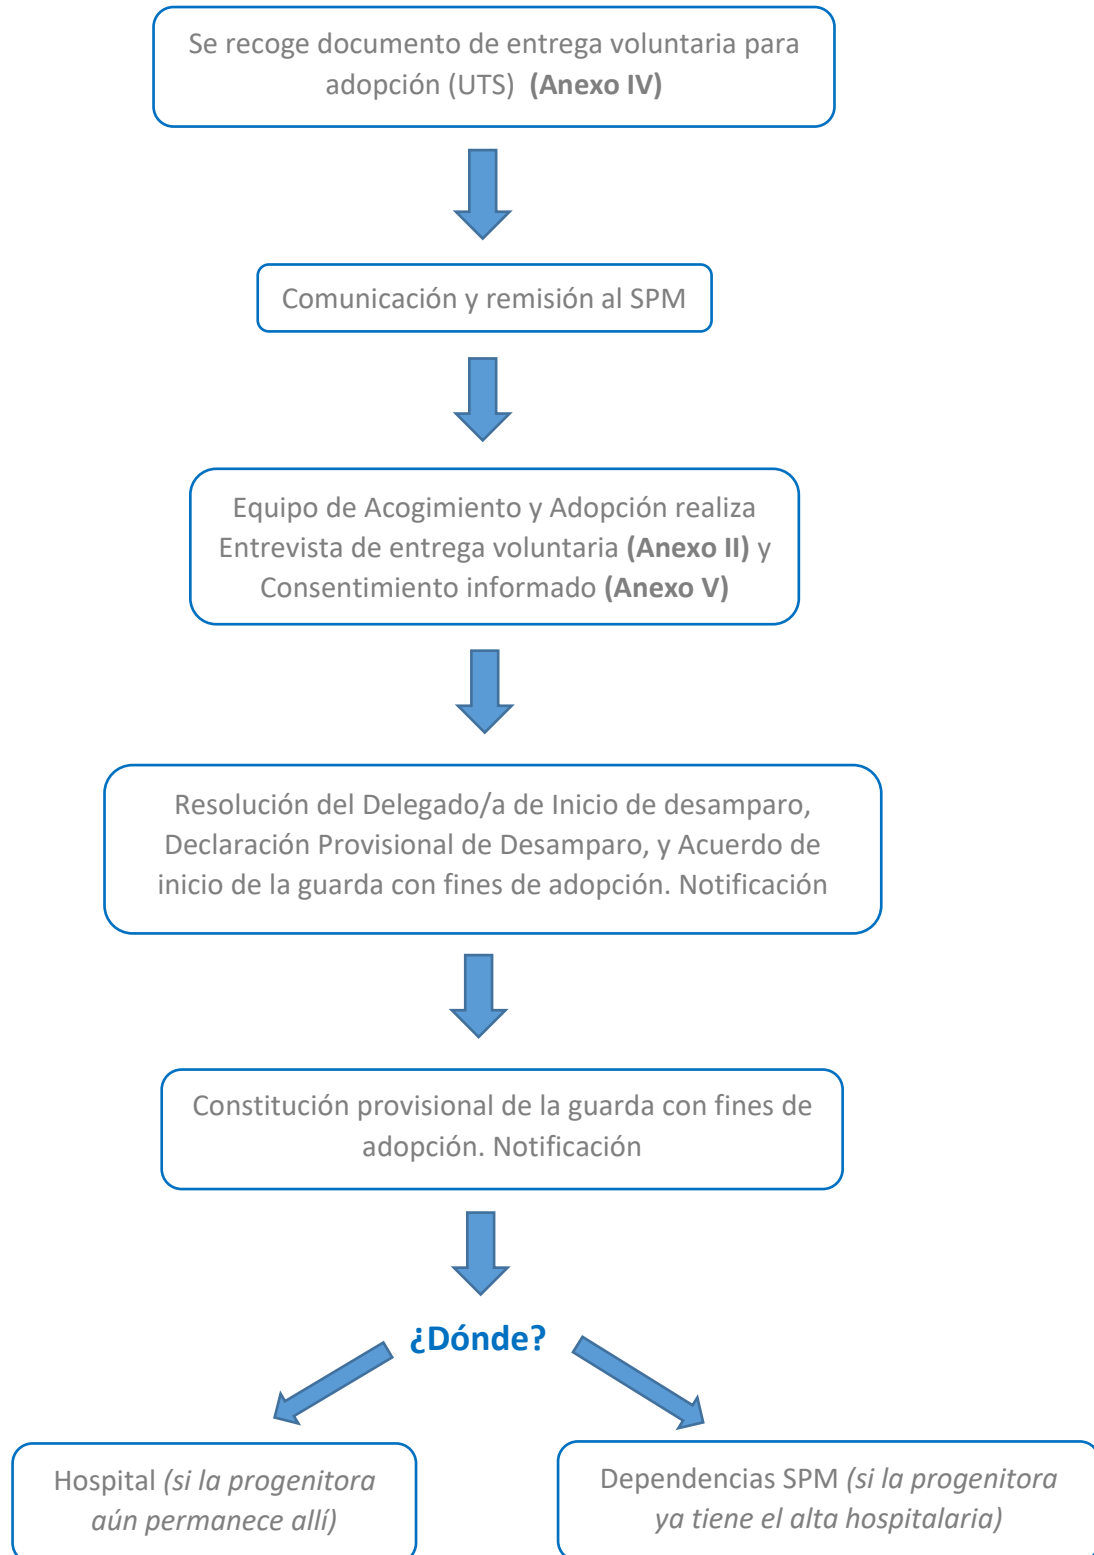 Se recoge documento de entrega voluntaria para
adopción (UTS) (Anexo IV)
Comunicación y remisión al SPM
Equipo de Acogimiento y Adopción realiza
Entrevista de entrega voluntaria (Anexo II) y
Consentimiento informado (Anexo V)
Resolución del Delegado/a de Inicio de desamparo,
Declaración Provisional de Desamparo, y Acuerdo de
inicio de la guarda con fines de adopción. Notificación
Constitución provisional de la guarda con fines de
adopción. Notificación
¿Dónde?
Hospital (si la progenitora
aún permanece allí)
Dependencias SPM (si la progenitora
ya tiene el alta hospitalaria)